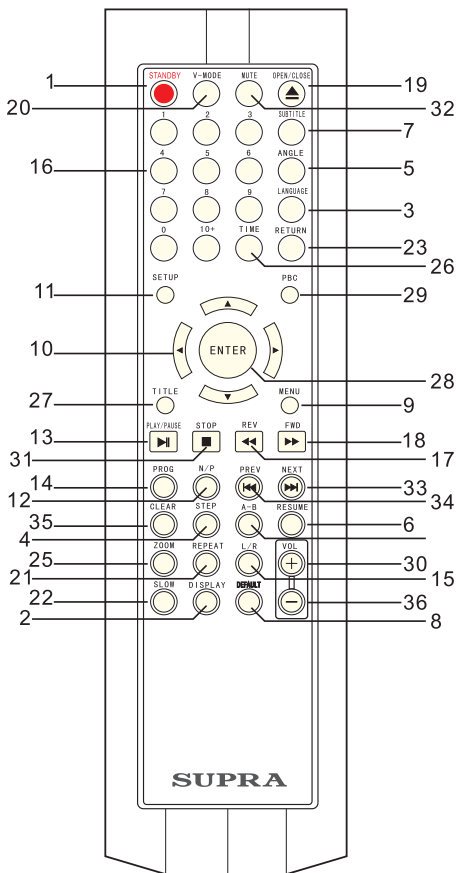 STANDBY V-MODE MUTE OPEN/CLOSE
1 19
20 32
1 2 3 SUBTITLE
7
4 5 6 ANGLE
16 5
7 8 9 LANGUAGE
3
0 10+ TIME RETURN
23
26
SETUP PBC
11 29
10 ENTER
28
TITLE MENU
27 9
PLAY/PAUSE STOP REV FWD
13 18
31 17
PROG N/P PREV NEXT
14 33
12 34
CLEAR STEP A-B RESUME
35
4 6
ZOOM REPEAT L/R VOL
25 + 30
21 15
SLOW DISPLAY DEFAULT
22 − 36
2 8
SUPRA